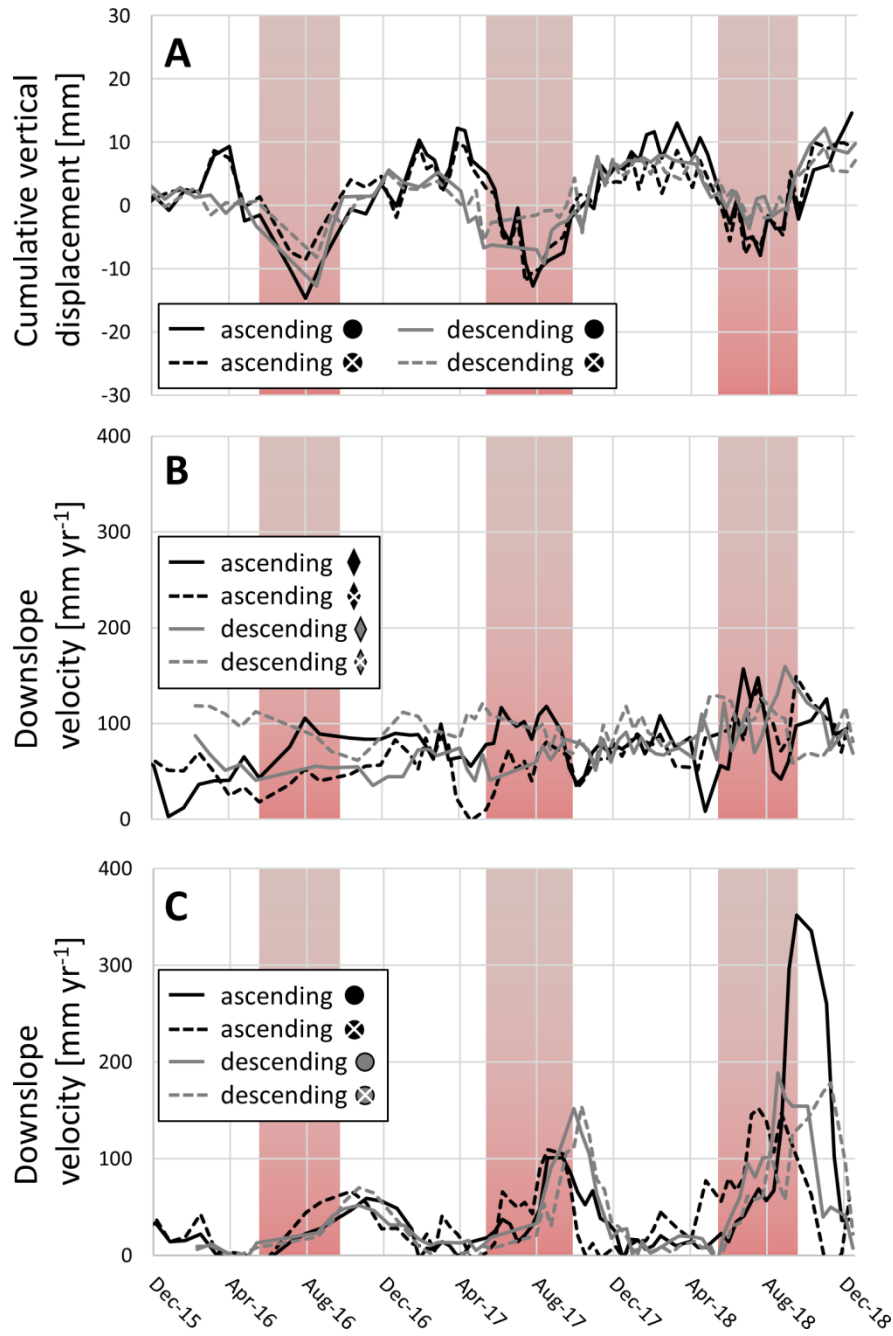 A
Cumulative vertical
displacement [mm]
30
20
10
0
-10
-20
-30
ascending
descending
ascending
descending
B
Downslope
velocity [mm yr-1]
400
300
200
100
0
ascending
ascending
descending
descending
C
Downslope
velocity [mm yr-1]
400
300
200
100
0
ascending
ascending
descending
descending
Dec-15
Apr-16
Aug-16
Dec-16
Apr-17
Aug-17
Dec-17
Apr-18
Aug-18
Dec-18